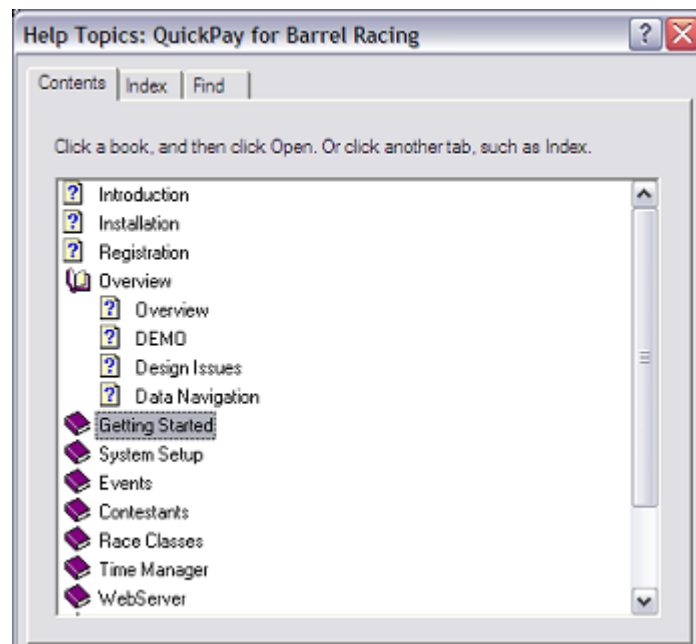 Help Topics: QuickPay for Barrel Racing
Contents Index Find
Click a book, and then click Open. Or click another tab, such as Index.
Introduction
Installation
Registration
Overview
Overview
DEMO
Design Issues
Data Navigation
Getting Started
System Setup
Events
Contestants
Race Classes
Time Manager
WebServer